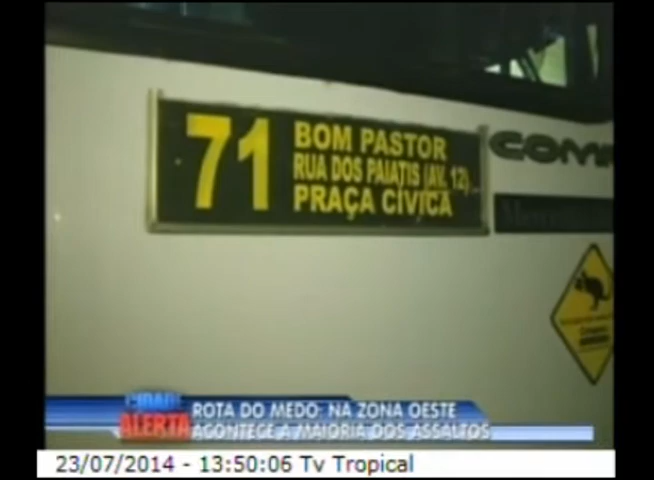 71
BOM PASTOR
RUA DOS PAIATIS (AV. 12)
PRAÇA CÍVICA
CIDADE ALERTA
ROTA DO MEDO: NA ZONA OESTE
ACONTECE A MAIORIA DOS ASSALTOS
23/07/2014 - 13:50:06 Tv Tropical